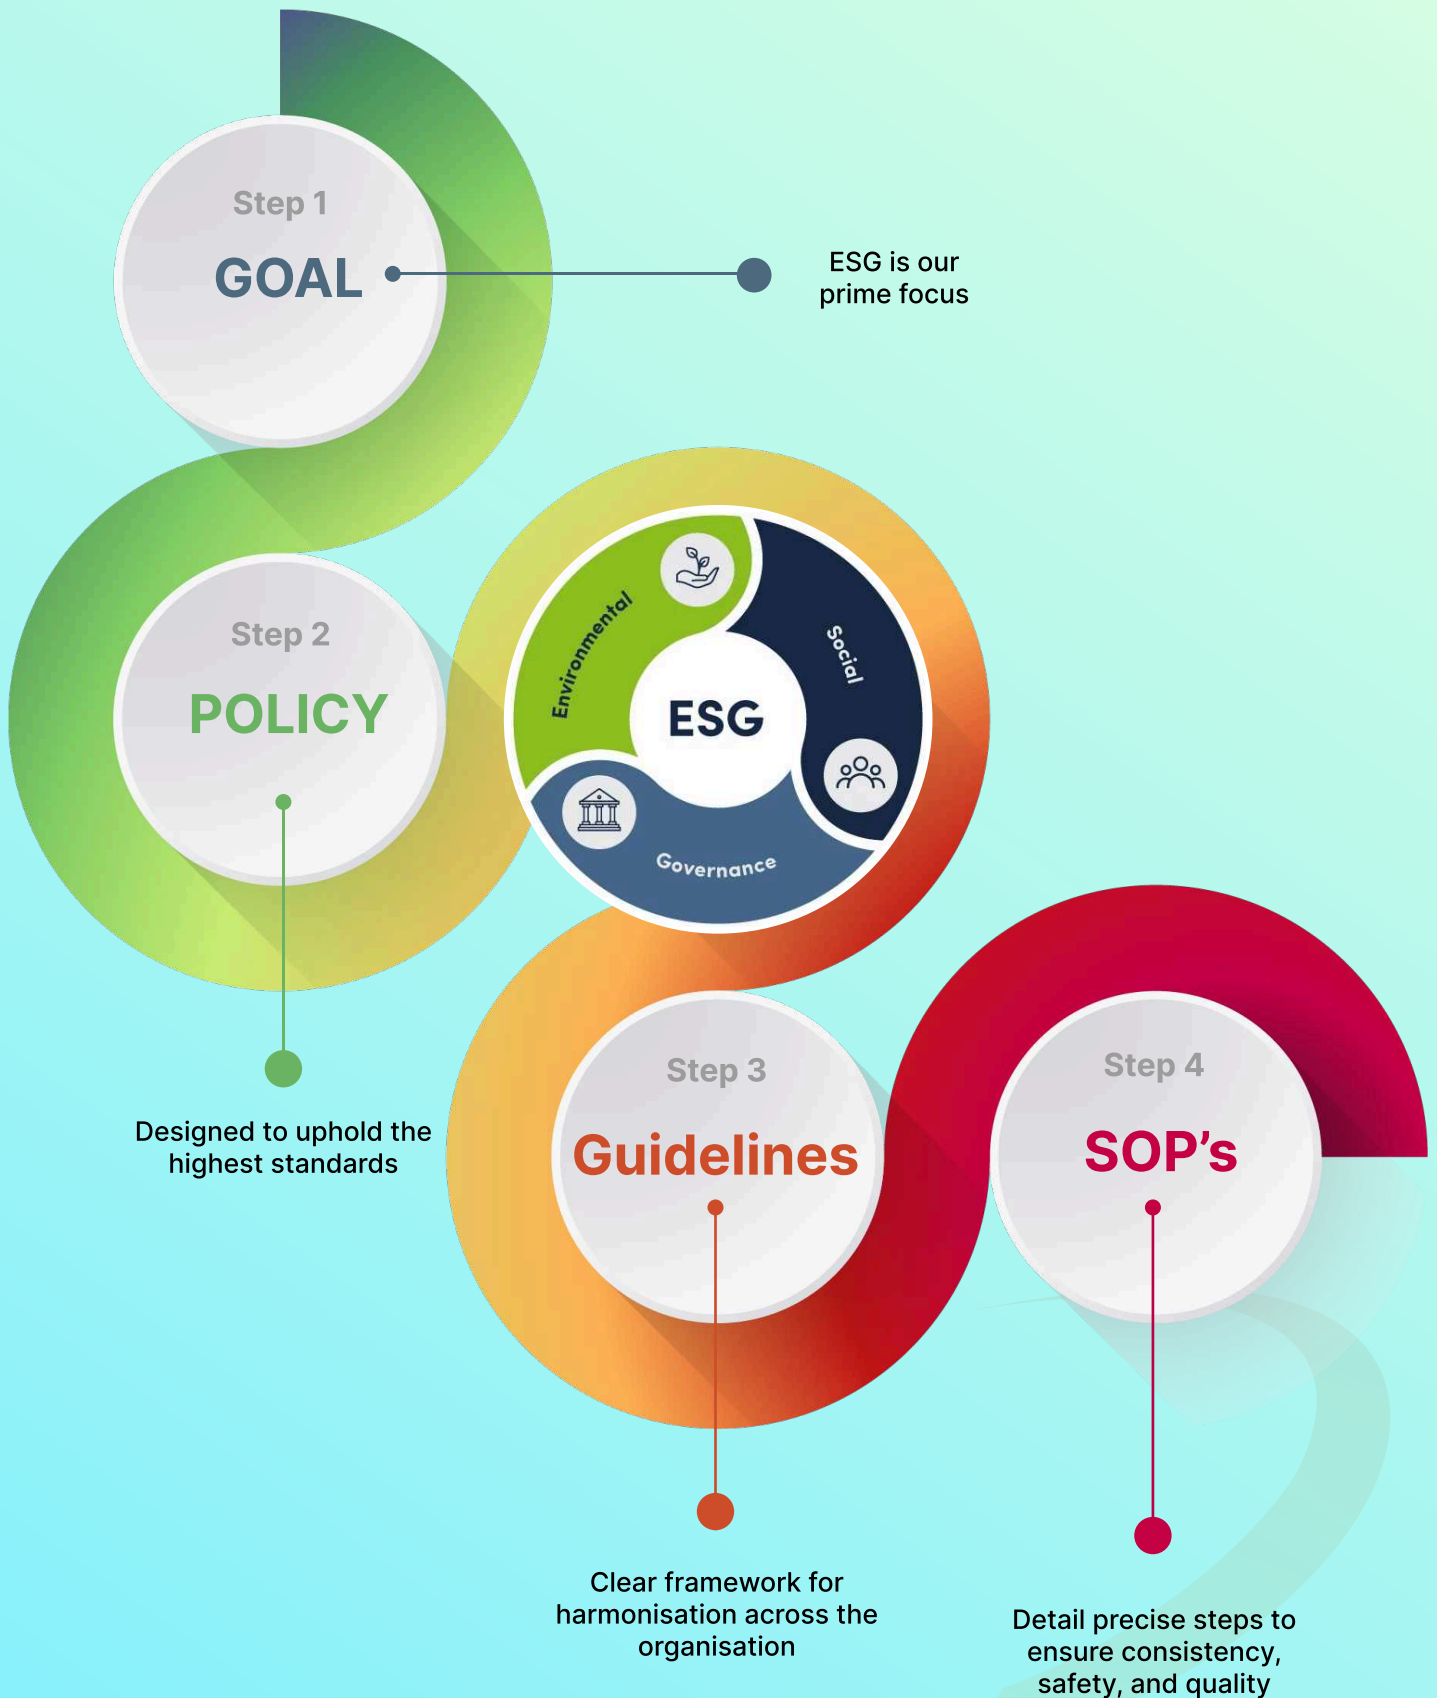 Step 1
GOAL
ESG is our
prime focus
Step 2
POLICY
Designed to uphold the
highest standards
Environmental
Social
ESG
Governance
Step 3
Guidelines
Clear framework for
harmonisation across the
organisation
Step 4
SOP’s
Detail precise steps to
ensure consistency,
safety, and quality